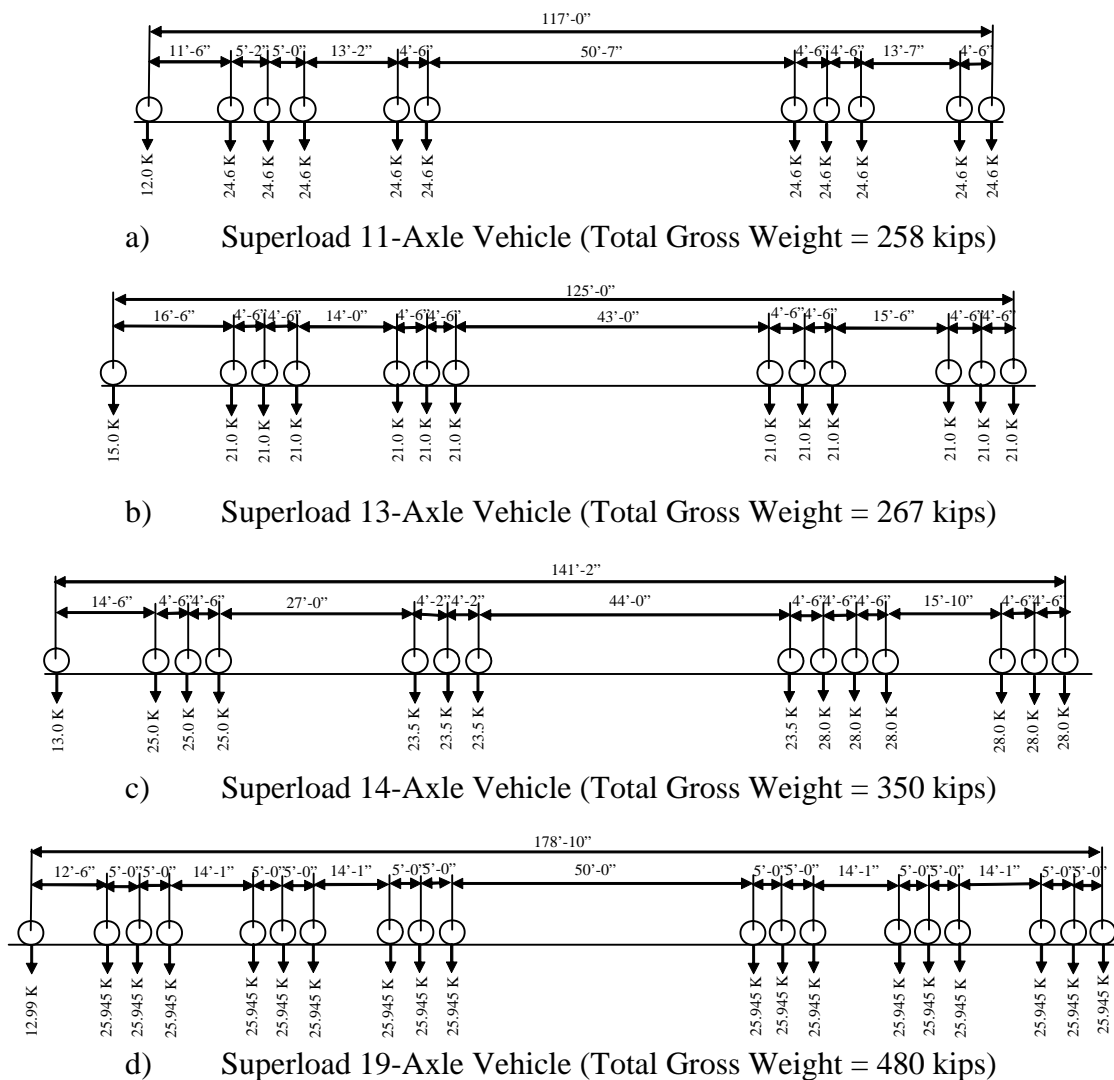 117’-0”
11’-6” 5’-2” 5’-0” 13’-2” 4’-6” 50’-7” 4’-6” 4’-6” 13’-7” 4’-6”
12.0 K 24.6 K 24.6 K 24.6 K 24.6 K 24.6 K 24.6 K 24.6 K 24.6 K 24.6 K 24.6 K
a) Superload 11-Axle Vehicle (Total Gross Weight = 258 kips)
125’-0”
16’-6” 4’-6” 4’-6” 14’-0” 4’-6” 4’-6” 43’-0” 4’-6” 4’-6” 15’-6” 4’-6” 4’-6”
15.0 K 21.0 K 21.0 K 21.0 K 21.0 K 21.0 K 21.0 K 21.0 K 21.0 K 21.0 K 21.0 K 21.0 K 21.0 K
b) Superload 13-Axle Vehicle (Total Gross Weight = 267 kips)
141’-2”
14’-6” 4’-6” 4’-6” 27’-0” 4’-2” 4’-2” 44’-0” 4’-6” 4’-6” 4’-6” 15’-10” 4’-6” 4’-6”
13.0 K 25.0 K 25.0 K 25.0 K 23.5 K 23.5 K 23.5 K 23.5 K 28.0 K 28.0 K 28.0 K 28.0 K 28.0 K 28.0 K
c) Superload 14-Axle Vehicle (Total Gross Weight = 350 kips)
178’-10”
12’-6” 5’-0” 5’-0” 14’-1” 5’-0” 5’-0” 14’-1” 5’-0” 5’-0” 50’-0” 5’-0” 5’-0” 14’-1” 5’-0” 5’-0” 14’-1” 5’-0” 5’-0”
12.99 K 25.945 K 25.945 K 25.945 K 25.945 K 25.945 K 25.945 K 25.945 K 25.945 K 25.945 K 25.945 K 25.945 K 25.945 K 25.945 K 25.945 K 25.945 K 25.945 K 25.945 K 25.945 K
d) Superload 19-Axle Vehicle (Total Gross Weight = 480 kips)